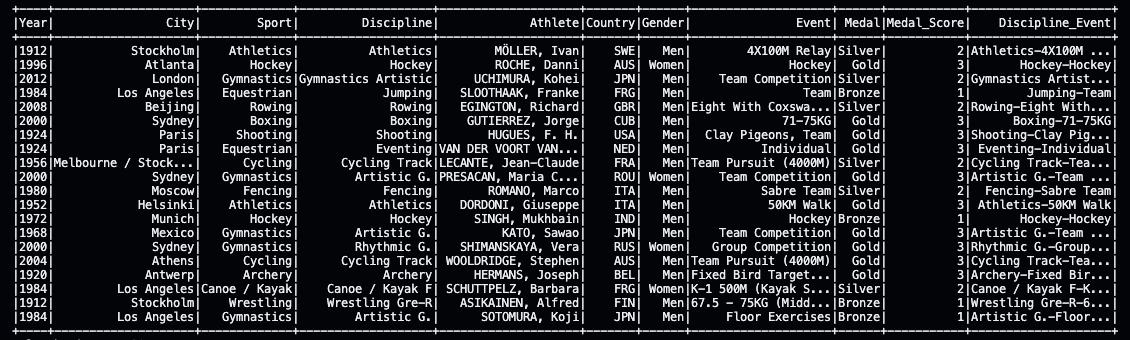 |Year|City|Sport|Discipline|Athlete|Country|Gender|Event|Medal|Medal_Score|Discipline_Event|
|1912|Stockholm|Athletics|Athletics|MÖLLER, Ivan|SWE|Men|4X100M Relay|Silver|2|Athletics-4X100M ...|
|1996|Atlanta|Hockey|Hockey|ROCHE, Danni|AUS|Women|Hockey|Gold|3|Hockey-Hockey|
|2012|London|Gymnastics|Gymnastics Artistic|UCHIMURA, Kohei|JPN|Men|Team Competition|Silver|2|Gymnastics Artist...|
|1984|Los Angeles|Equestrian|Jumping|SLOOTHAAK, Franke|FRG|Men|Team|Bronze|1|Jumping-Team|
|2008|Beijing|Rowing|Rowing|EGINGTON, Richard|GBR|Men|Eight With Coxswa...|Silver|2|Rowing-Eight With...|
|2000|Sydney|Boxing|Boxing|GUTIERREZ, Jorge|CUB|Men|71-75KG|Gold|3|Boxing-71-75KG|
|1924|Paris|Shooting|Shooting|HUGUES, F. H.|USA|Men|Clay Pigeons, Team|Gold|3|Shooting-Clay Pig...|
|1924|Paris|Equestrian|Eventing|VAN DER VOORT VAN...|NED|Men|Individual|Gold|3|Eventing-Individual|
|1956|Melbourne / Stock...|Cycling|Cycling Track|LECANTE, Jean-Claude|FRA|Men|Team Pursuit (4000M)|Silver|2|Cycling Track-Tea...|
|2000|Sydney|Gymnastics|Artistic G.|PRESACAN, Maria C...|ROU|Women|Team Competition|Gold|3|Artistic G.-Team ...|
|1980|Moscow|Fencing|Fencing|ROMANO, Marco|ITA|Men|Sabre Team|Silver|2|Fencing-Sabre Team|
|1952|Helsinki|Athletics|Athletics|DORDONI, Giuseppe|ITA|Men|50KM Walk|Gold|3|Athletics-50KM Walk|
|1972|Munich|Hockey|Hockey|SINGH, Mukhbain|IND|Men|Hockey|Bronze|1|Hockey-Hockey|
|1968|Mexico|Gymnastics|Artistic G.|KATO, Sawao|JPN|Men|Team Competition|Gold|3|Artistic G.-Team ...|
|2000|Sydney|Gymnastics|Rhythmic G.|SHIMANSKAYA, Vera|RUS|Women|Group Competition|Gold|3|Rhythmic G.-Group...|
|2004|Athens|Cycling|Cycling Track|WOOLDRIDGE, Stephen|AUS|Men|Team Pursuit (4000M)|Gold|3|Cycling Track-Tea...|
|1920|Antwerp|Archery|Archery|HERMANS, Joseph|BEL|Men|Fixed Bird Target...|Gold|3|Archery-Fixed Bir...|
|1984|Los Angeles|Canoe / Kayak|Canoe / Kayak F|SCHUTTPELZ, Barbara|FRG|Women|K-1 500M (Kayak S...|Silver|2|Canoe / Kayak F-K...|
|1912|Stockholm|Wrestling|Wrestling Gre-R|ASIKAINEN, Alfred|FIN|Men|67.5 - 75KG (Midd...|Bronze|1|Wrestling Gre-R-6...|
|1984|Los Angeles|Gymnastics|Artistic G.|SOTOMURA, Koji|JPN|Men|Floor Exercises|Bronze|1|Artistic G.-Floor...|